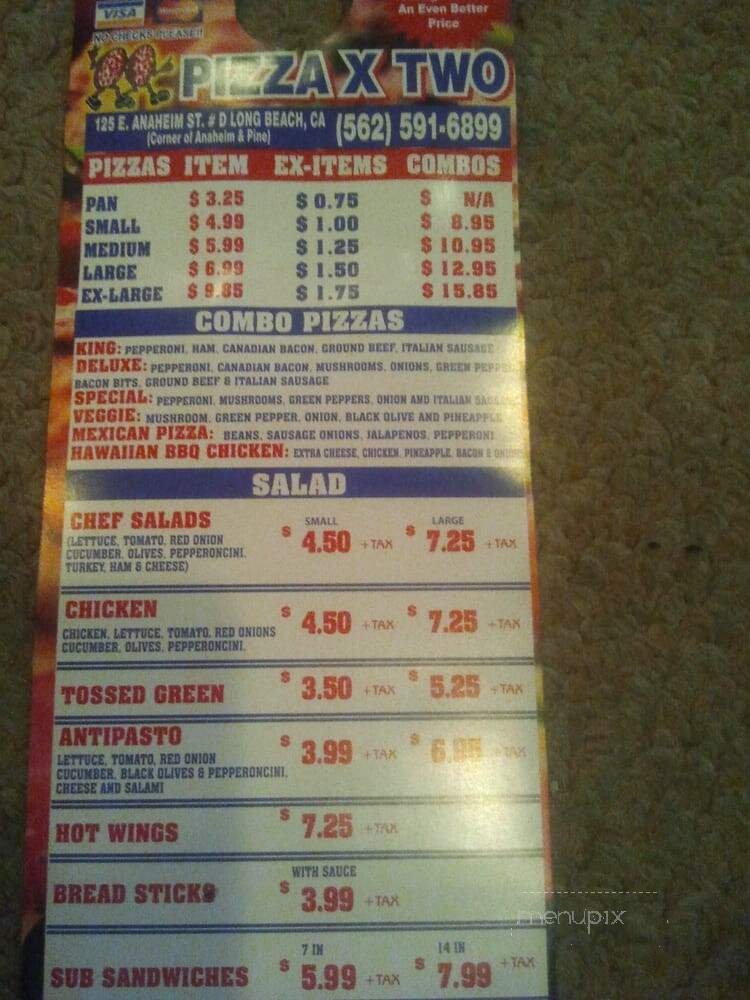 VISA MasterCard
An Even Better
Price
NO CHECKS PLEASE!!
PIZZA X TWO
125 E. ANAHEIM ST. # D LONG BEACH, CA (562) 591-6899
(Corner of Anaheim & Pine)
PIZZAS ITEM EX-ITEMS COMBOS
PAN $ 3.25 $ 0.75 $ N/A
SMALL $ 4.99 $ 1.00 $ 8.95
MEDIUM $ 5.99 $ 1.25 $ 10.95
LARGE $ 6.99 $ 1.50 $ 12.95
EX-LARGE $ 9.85 $ 1.75 $ 15.85
COMBO PIZZAS
KING: PEPPERONI, HAM, CANADIAN BACON, GROUND BEEF, ITALIAN SAUSAGE
DELUXE: PEPPERONI, CANADIAN BACON, MUSHROOMS, ONIONS, GREEN
BACON BITS, GROUND BEEF & ITALIAN SAUSAGE
SPECIAL: PEPPERONI, MUSHROOMS, GREEN PEPPERS, ONION AND ITALIAN
VEGGIE: MUSHROOM, GREEN PEPPER, ONION, BLACK OLIVE AND PINEAPPLE
MEXICAN PIZZA: BEANS, SAUSAGE ONIONS, JALAPENOS, PEPPERONI
HAWAIIAN BBQ CHICKEN: EXTRA CHEESE, CHICKEN, PINEAPPLE, BACON &
SALAD
SMALL LARGE
CHEF SALADS $ 4.50 +TAX $ 7.25 +TAX
(LETTUCE, TOMATO, RED ONION
CUCUMBER, OLIVES, PEPPERONCINI,
TURKEY, HAM & CHEESE)
CHICKEN $ 4.50 +TAX $ 7.25 +TAX
CHICKEN, LETTUCE, TOMATO, RED ONIONS
CUCUMBER, OLIVES, PEPPERONCINI,
TOSSED GREEN $ 3.50 +TAX $ 5.25 +TAX
ANTIPASTO $ 3.99 +TAX $ +TAX
LETTUCE, TOMATO, RED ONION
CUCUMBER, BLACK OLIVES & PEPPERONCINI,
CHEESE AND SALAMI
HOT WINGS $ 7.25 +TAX
WITH SAUCE
BREAD STICKS $ 3.99 +TAX
7 IN 14 IN
SUB SANDWICHES $ 5.99 +TAX $ 7.99 +TAX
menupix